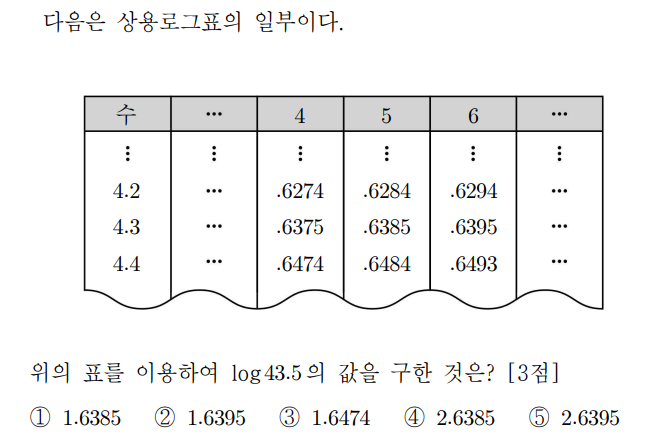 다음은 상용로그표의 일부이다.
수 ⋯ 4 5 6 ⋯
⋮ ⋮ ⋮ ⋮ ⋮ ⋮
4.2 ⋯ .6274 .6284 .6294 ⋯
4.3 ⋯ .6375 .6385 .6395 ⋯
4.4 ⋯ .6474 .6484 .6493 ⋯
위의 표를 이용하여 log43.5의 값을 구한 것은? [3점]
① 1.6385 ② 1.6395 ③ 1.6474 ④ 2.6385 ⑤ 2.6395